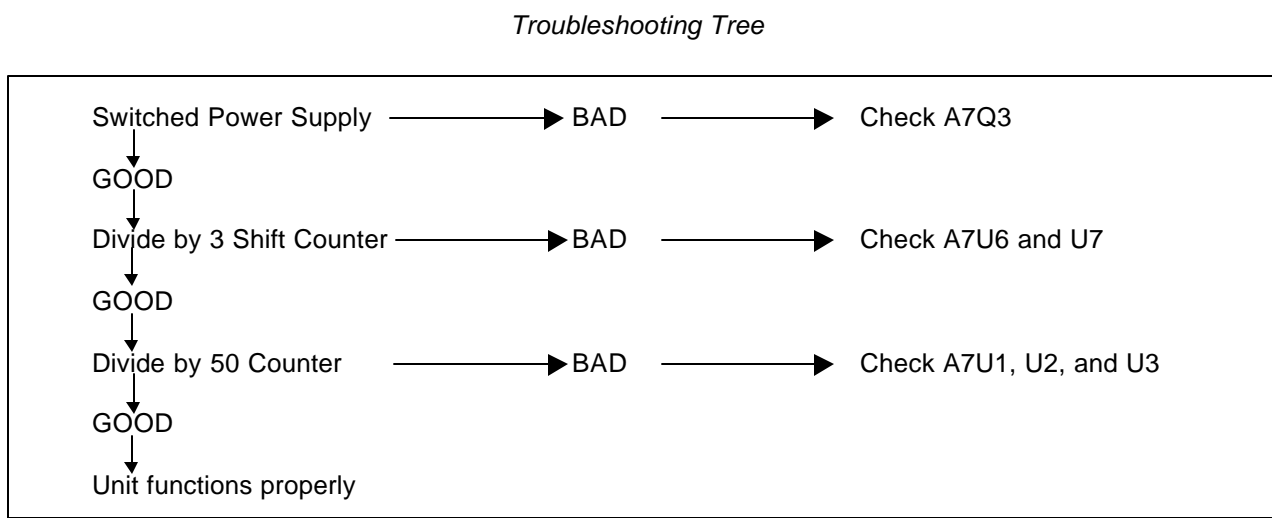 Troubleshooting Tree
Switched Power Supply BAD Check A7Q3
GOOD
Divide by 3 Shift Counter BAD Check A7U6 and U7
GOOD
Divide by 50 Counter BAD Check A7U1, U2, and U3
GOOD
Unit functions properly